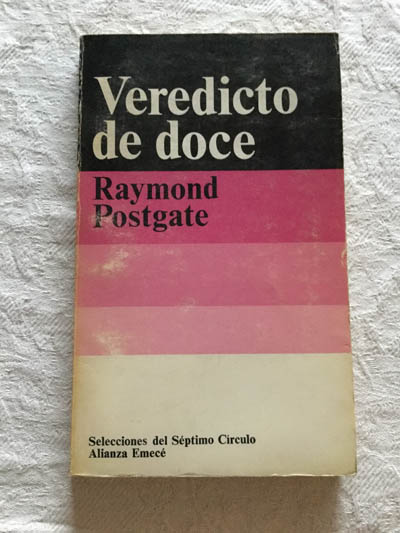 Veredicto
de doce
Raymond
Postgate
Selecciones del Séptimo Círculo
Alianza Emecé